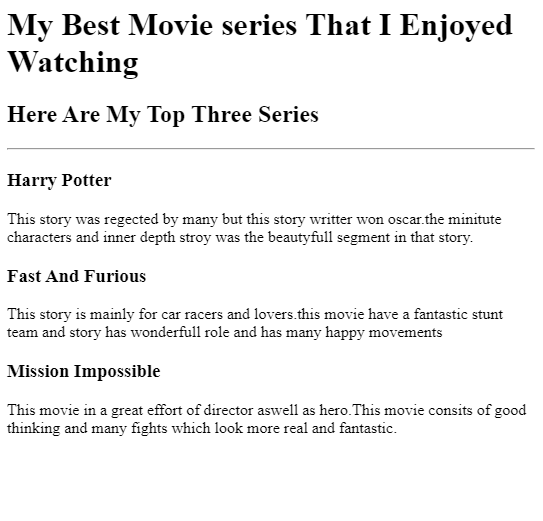 My Best Movie series That I Enjoyed
Watching
Here Are My Top Three Series
Harry Potter
This story was regected by many but this story writter won oscar.the minitute
characters and inner depth stroy was the beautyfull segment in that story.
Fast And Furious
This story is mainly for car racers and lovers.this movie have a fantastic stunt
team and story has wonderfull role and has many happy movements
Mission Impossible
This movie in a great effort of director aswell as hero.This movie consits of good
thinking and many fights which look more real and fantastic.